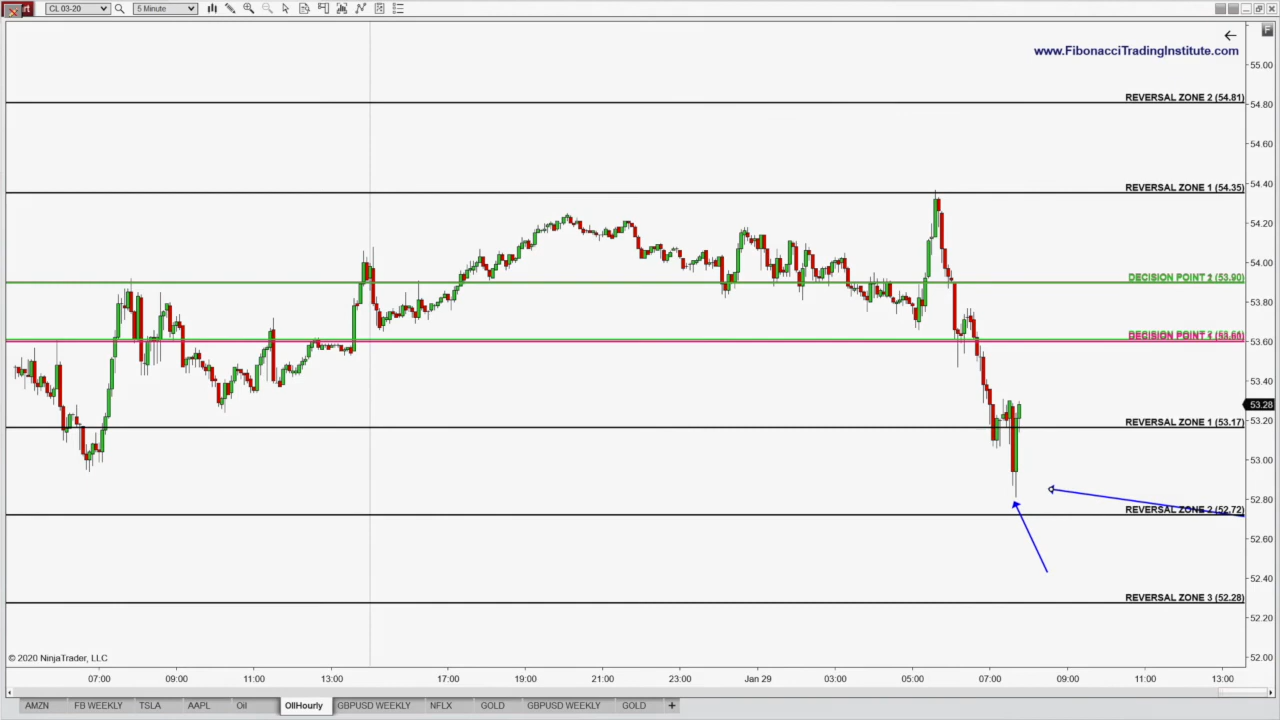 rt
CL 03-20
5 Minute
F
www.FibonacciTradingInstitute.com
55.00
REVERSAL ZONE 2 (54.81)
54.80
54.60
REVERSAL ZONE 1 (54.35)
54.40
54.20
54.00
DECISION POINT 2 (53.90)
53.80
DECISION POINT 1 (53.60)
53.60
53.40
53.28
REVERSAL ZONE 1 (53.17)
53.20
53.00
52.80
REVERSAL ZONE 2 (52.72)
52.60
52.40
REVERSAL ZONE 3 (52.28)
52.20
52.00
© 2020 NinjaTrader, LLC
07:00 09:00 11:00 13:00 17:00 19:00 21:00 23:00 Jan 29 03:00 05:00 07:00 09:00 11:00 13:00
AMZN FB WEEKLY TSLA AAPL Oil OilHourly GBPUSD WEEKLY NFLX GOLD GBPUSD WEEKLY GOLD +